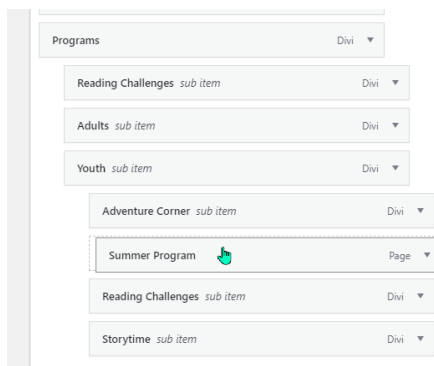 Programs Divi
Reading Challenges sub item Divi
Adults sub item Divi
Youth sub item Divi
Adventure Corner sub item Divi
Summer Program Page
Reading Challenges sub item Divi
Storytime sub item Divi